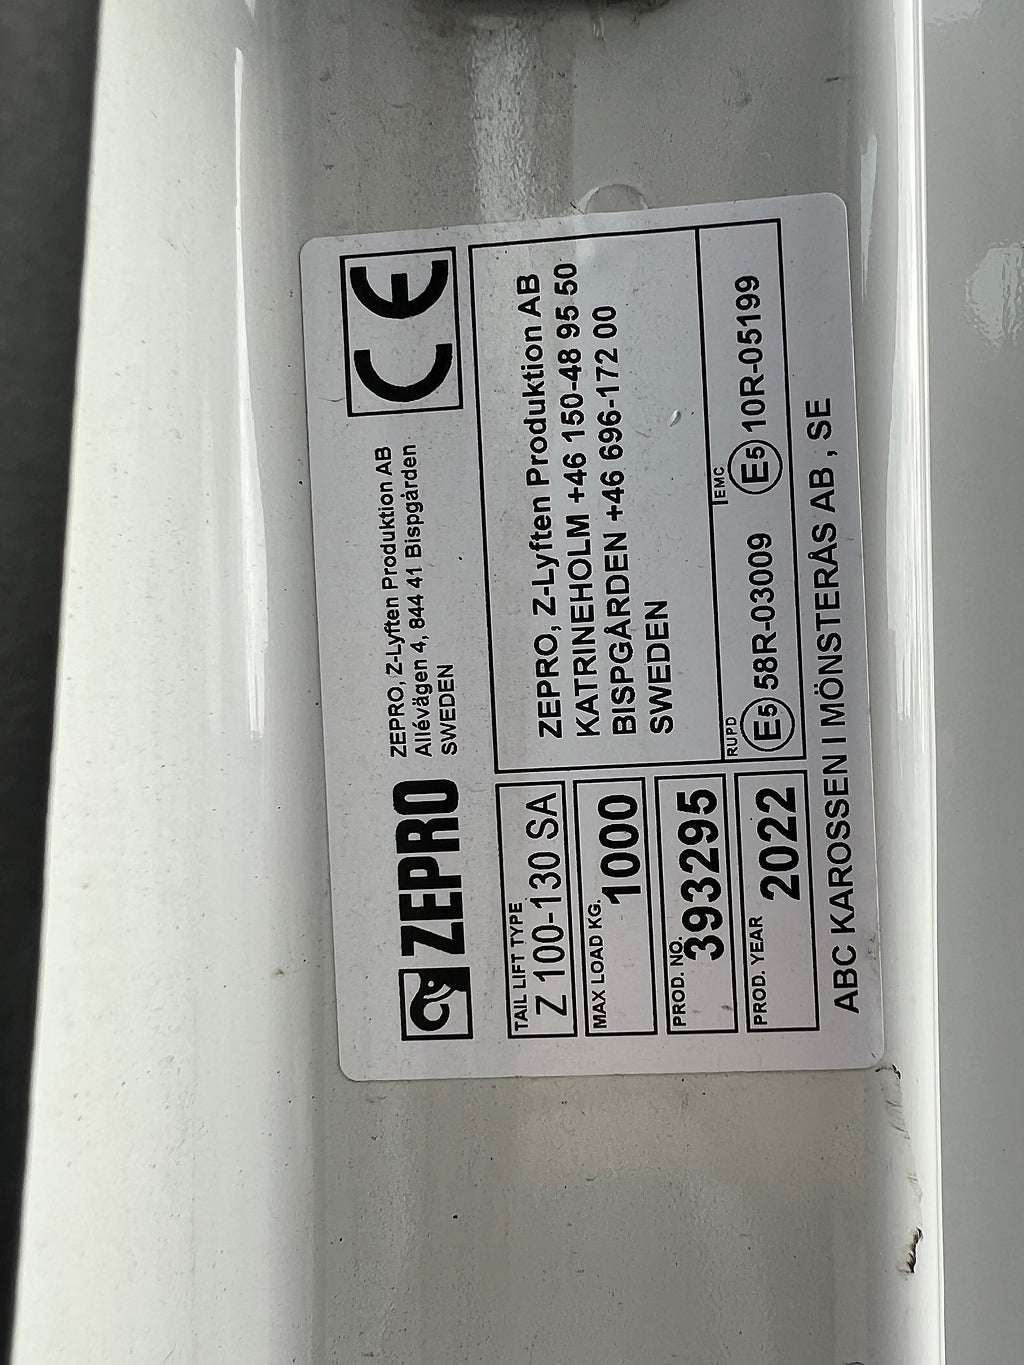 ZEPRO
ZEPRO, Z-Lyften Produktion AB
Allévägen 4, 844 41 Bispgården
SWEDEN
CE
TAIL LIFT TYPE
Z 100-130 SA
MAX LOAD KG.
1000
PROD. NO.
393295
PROD. YEAR
2022
ZEPRO, Z-Lyften Produktion AB
KATRINEHOLM +46 150-48 95 50
BISPGÅRDEN +46 696-172 00
SWEDEN
RUPD
E5 58R-03009
EMC
E5 10R-05199
ABC KAROSSEN I MÖNSTERÅS AB , SE